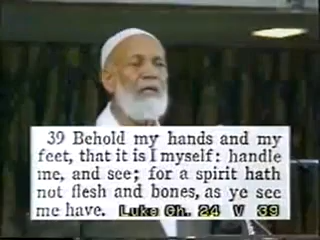 39 Behold my hands and my
feet, that it is I myself: handle
me, and see; for a spirit hath
not flesh and bones, as ye see
me have. Luke Ch. 24 V 39